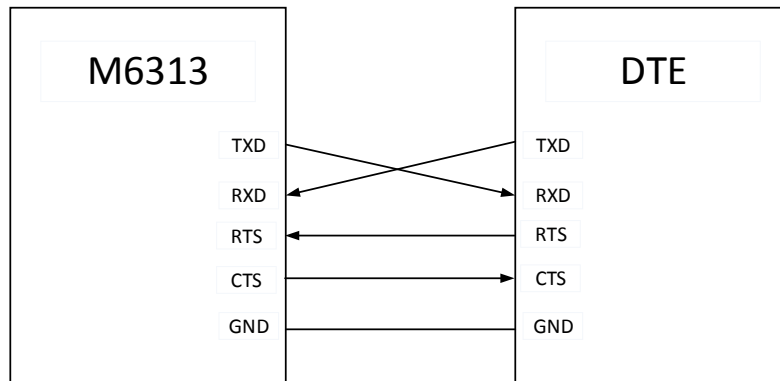 M6313
DTE
TXD
TXD
RXD
RXD
RTS
RTS
CTS
CTS
GND
GND